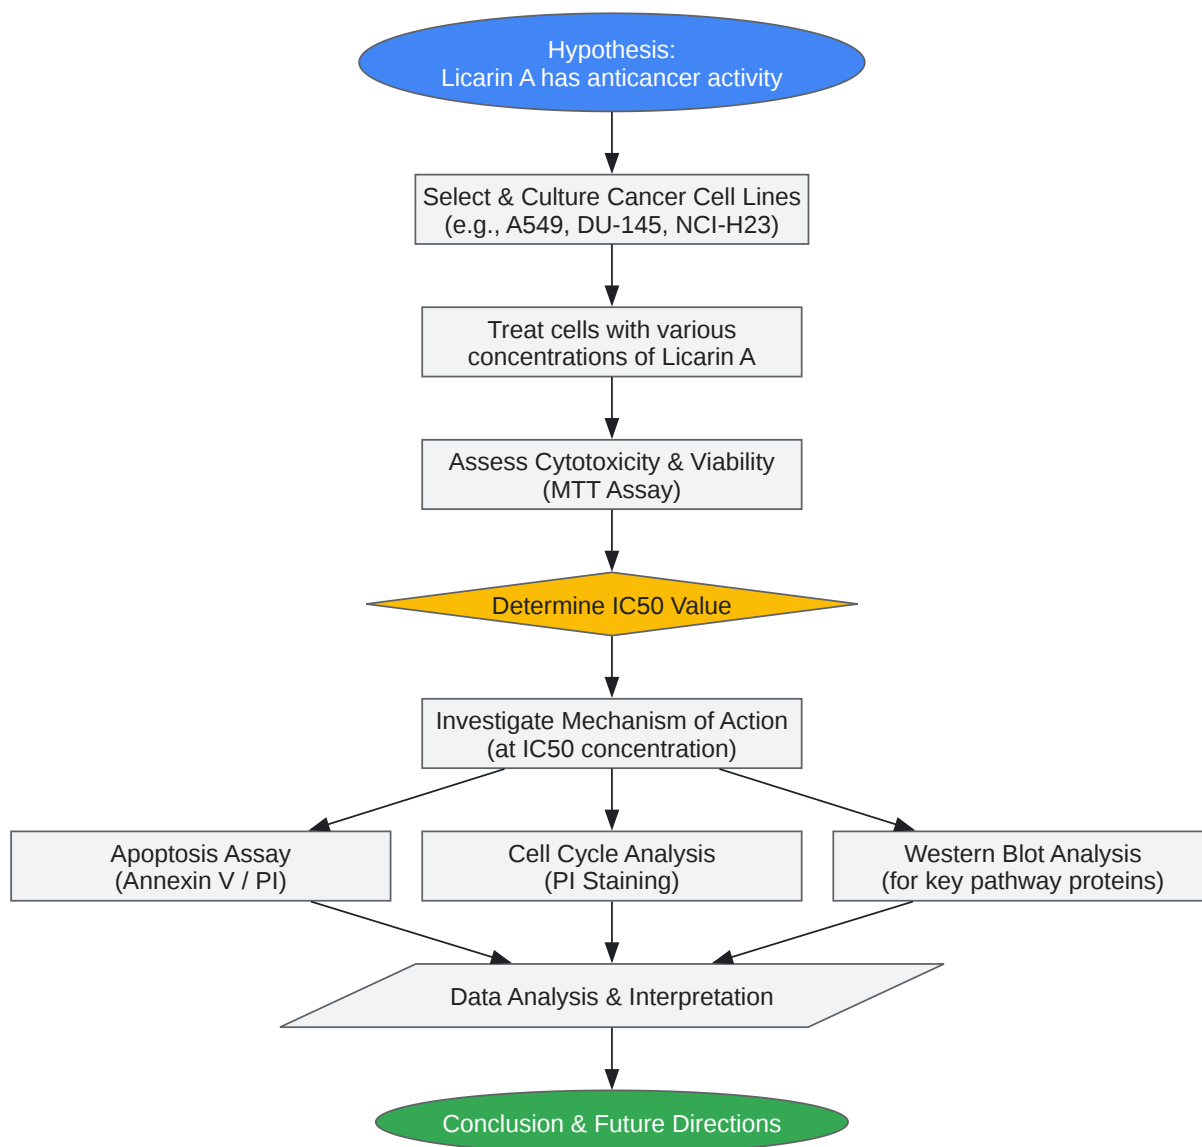 Hypothesis:
Licarin A has anticancer activity
Select & Culture Cancer Cell Lines
(e.g., A549, DU-145, NCI-H23)
Treat cells with various
concentrations of Licarin A
Assess Cytotoxicity & Viability
(MTT Assay)
Determine IC50 Value
Investigate Mechanism of Action
(at IC50 concentration)
Apoptosis Assay
(Annexin V / PI)
Cell Cycle Analysis
(PI Staining)
Western Blot Analysis
(for key pathway proteins)
Data Analysis & Interpretation
Conclusion & Future Directions